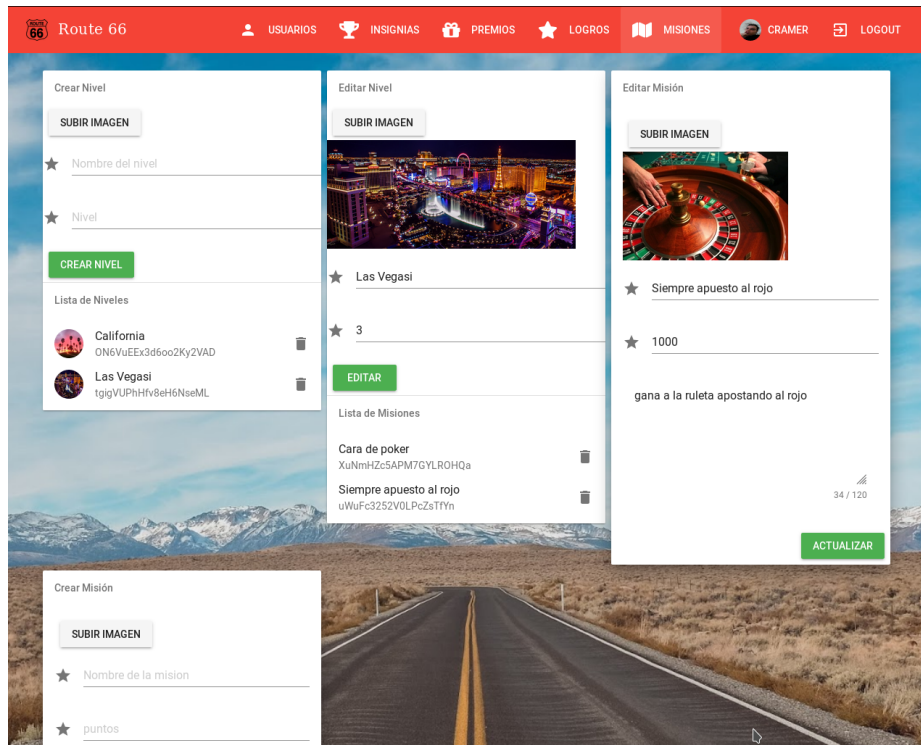 ROUTE
66
Route 66
USUARIOS
INSIGNIAS
PREMIOS
LOGROS
MISIONES
CRAMER
LOGOUT
Crear Nivel
SUBIR IMAGEN
Nombre del nivel
Nivel
CREAR NIVEL
Lista de Niveles
California
ON6VuEEx3d6oo2Ky2VAD
Las Vegasi
tgigVUPhHfv8eH6NseML
Editar Nivel
SUBIR IMAGEN
Las Vegasi
3
EDITAR
Lista de Misiones
Cara de poker
XuNmHZc5APM7GYLROHQa
Siempre apuesto al rojo
uWuFc3252V0LPcZsTfYn
Editar Misión
SUBIR IMAGEN
Siempre apuesto al rojo
1000
gana a la ruleta apostando al rojo
34 / 120
ACTUALIZAR
Crear Misión
SUBIR IMAGEN
Nombre de la mision
puntos